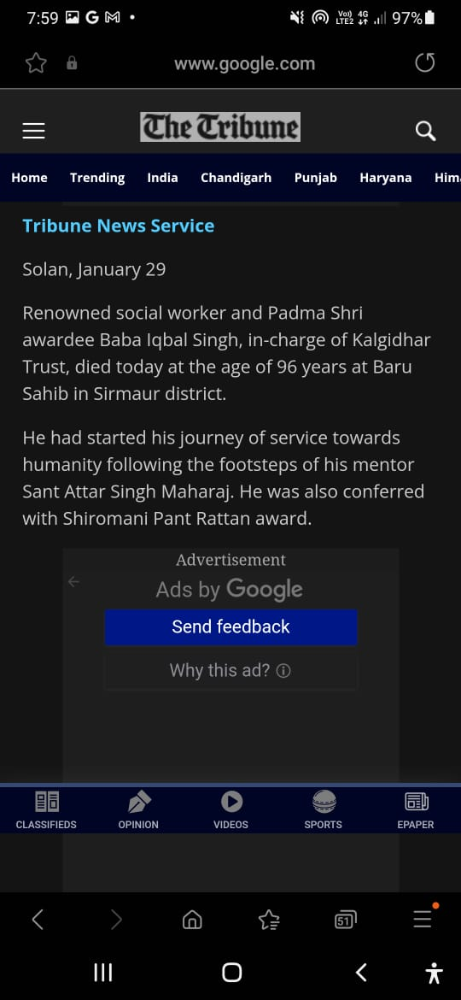 7:59
Vo)) 4G
LTE2 97%
www.google.com
The Tribune
Home Trending India Chandigarh Punjab Haryana Him
Tribune News Service
Solan, January 29
Renowned social worker and Padma Shri
awardee Baba Iqbal Singh, in-charge of Kalgidhar
Trust, died today at the age of 96 years at Baru
Sahib in Sirmaur district.
He had started his journey of service towards
humanity following the footsteps of his mentor
Sant Attar Singh Maharaj. He was also conferred
with Shiromani Pant Rattan award.
Advertisement
Ads by Google
Send feedback
Why this ad?
CLASSIFIEDS OPINION VIDEOS SPORTS EPAPER
51